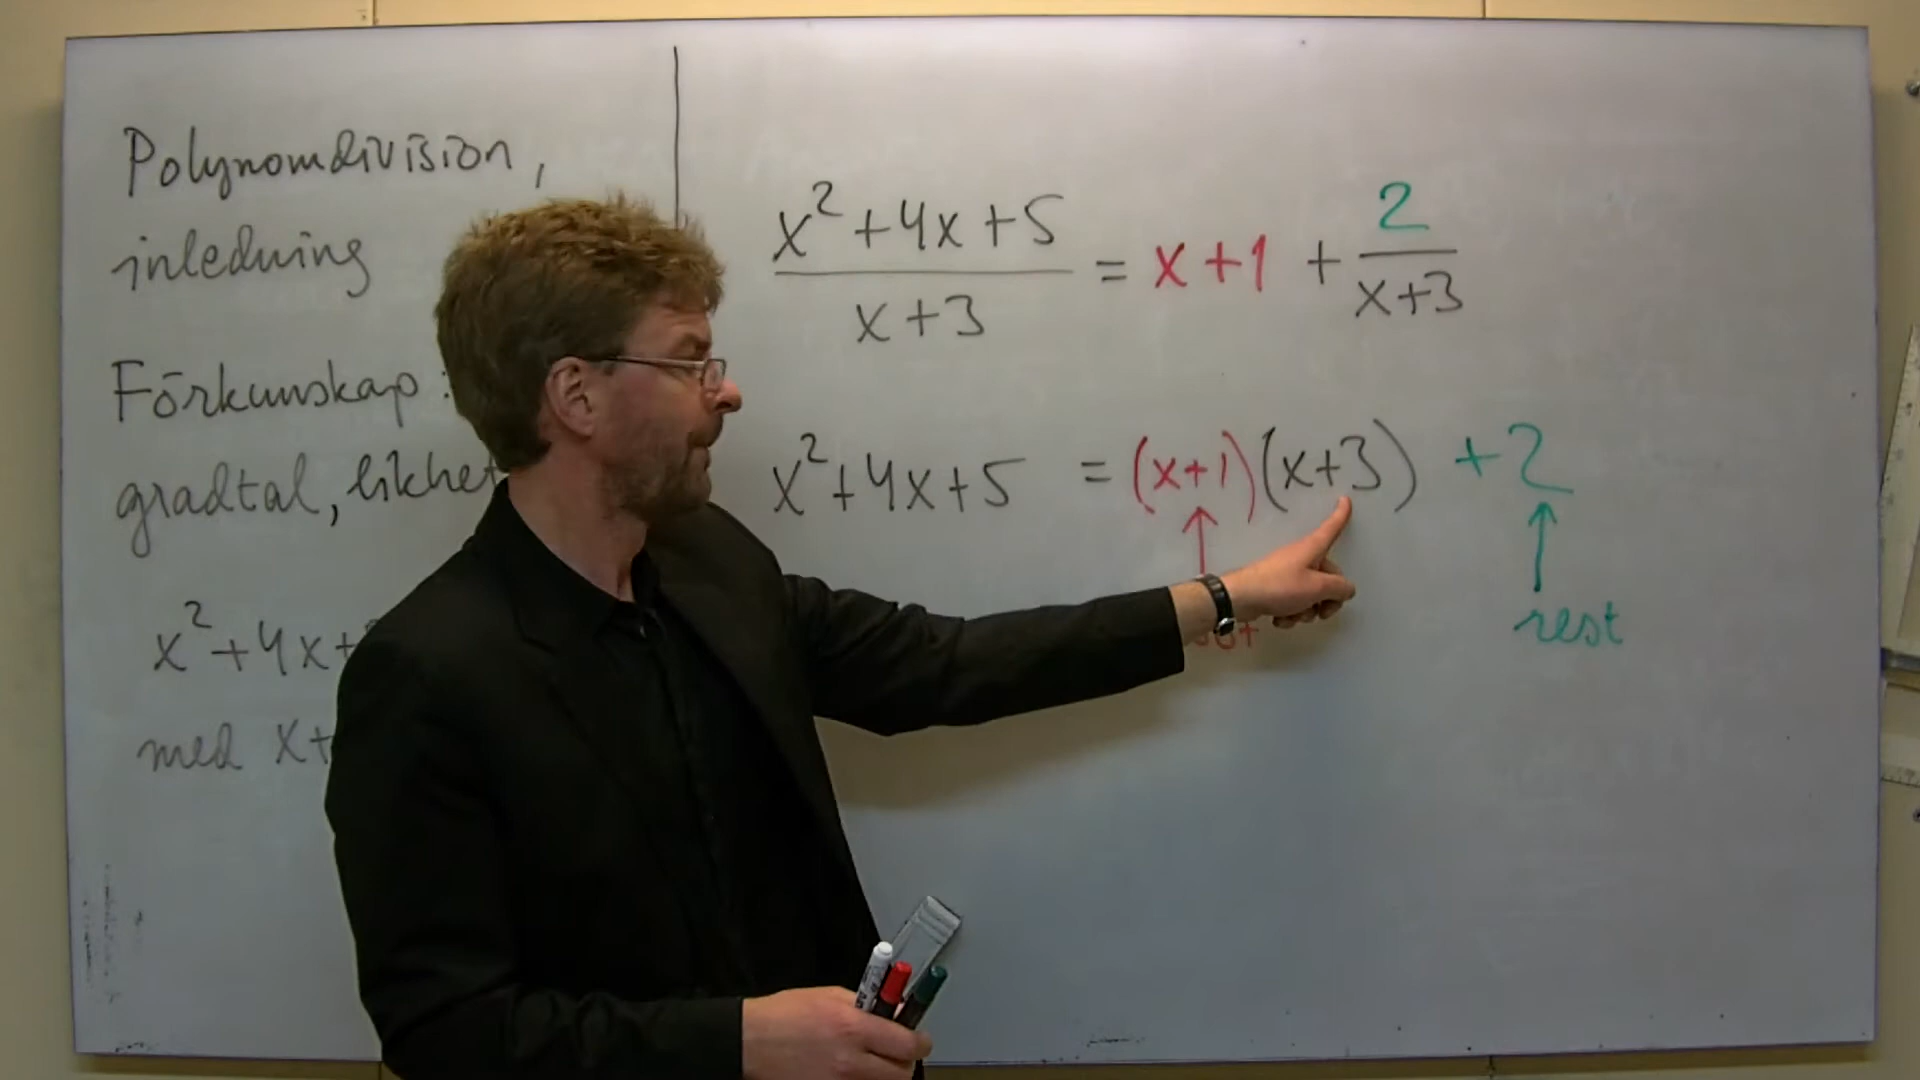 Polynomdivision,
inledning
Förkunskap:
gradtal, likhet
x²+4x+
med x+
x²+4x+5
x+3
= x+1 +
2
x+3
x²+4x+5 = (x+1)(x+3) +2
rest